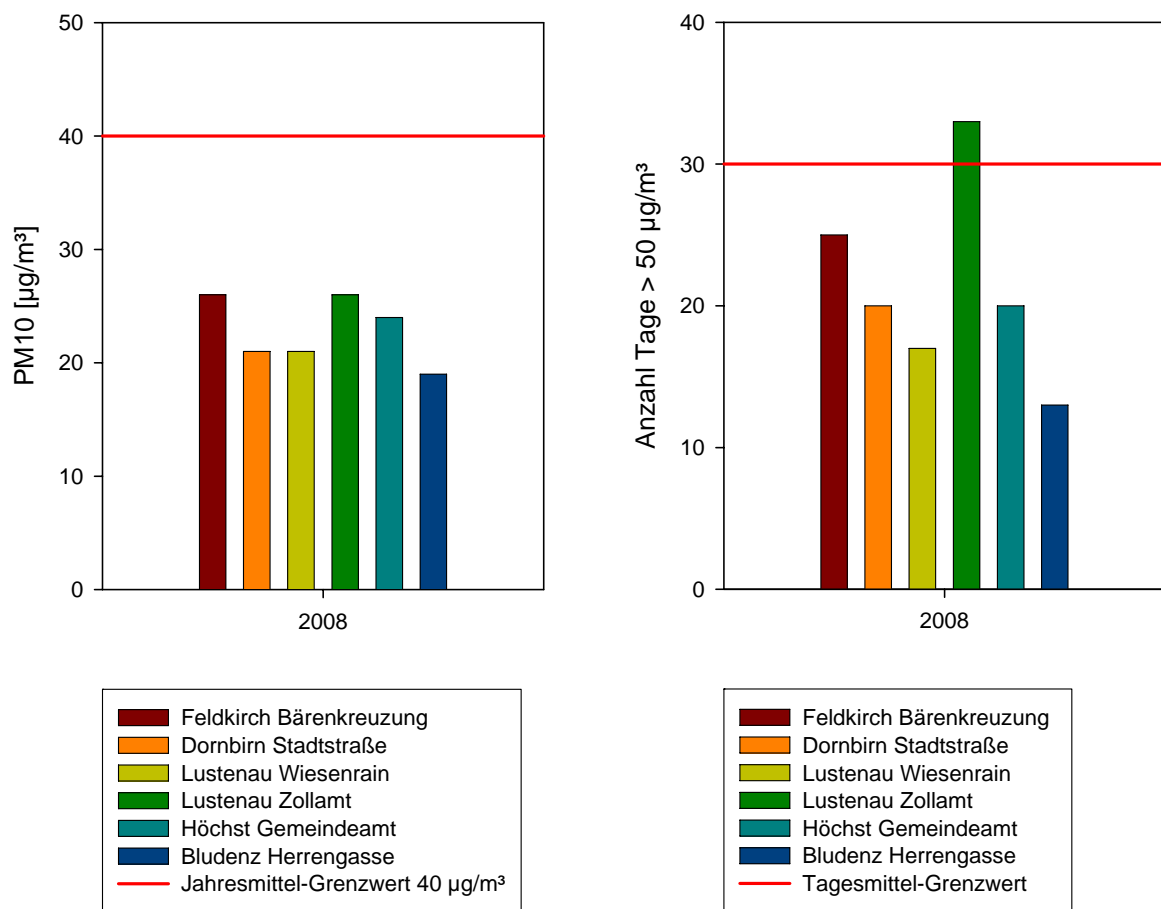 PM10 [µg/m³]
50
40
30
20
10
0
2008
Feldkirch Bärenkreuzung
Dornbirn Stadtstraße
Lustenau Wiesenrain
Lustenau Zollamt
Höchst Gemeindeamt
Bludenz Herrengasse
Jahresmittel-Grenzwert 40 µg/m³
Anzahl Tage > 50 µg/m³
40
30
20
10
0
2008
Feldkirch Bärenkreuzung
Dornbirn Stadtstraße
Lustenau Wiesenrain
Lustenau Zollamt
Höchst Gemeindeamt
Bludenz Herrengasse
Tagesmittel-Grenzwert